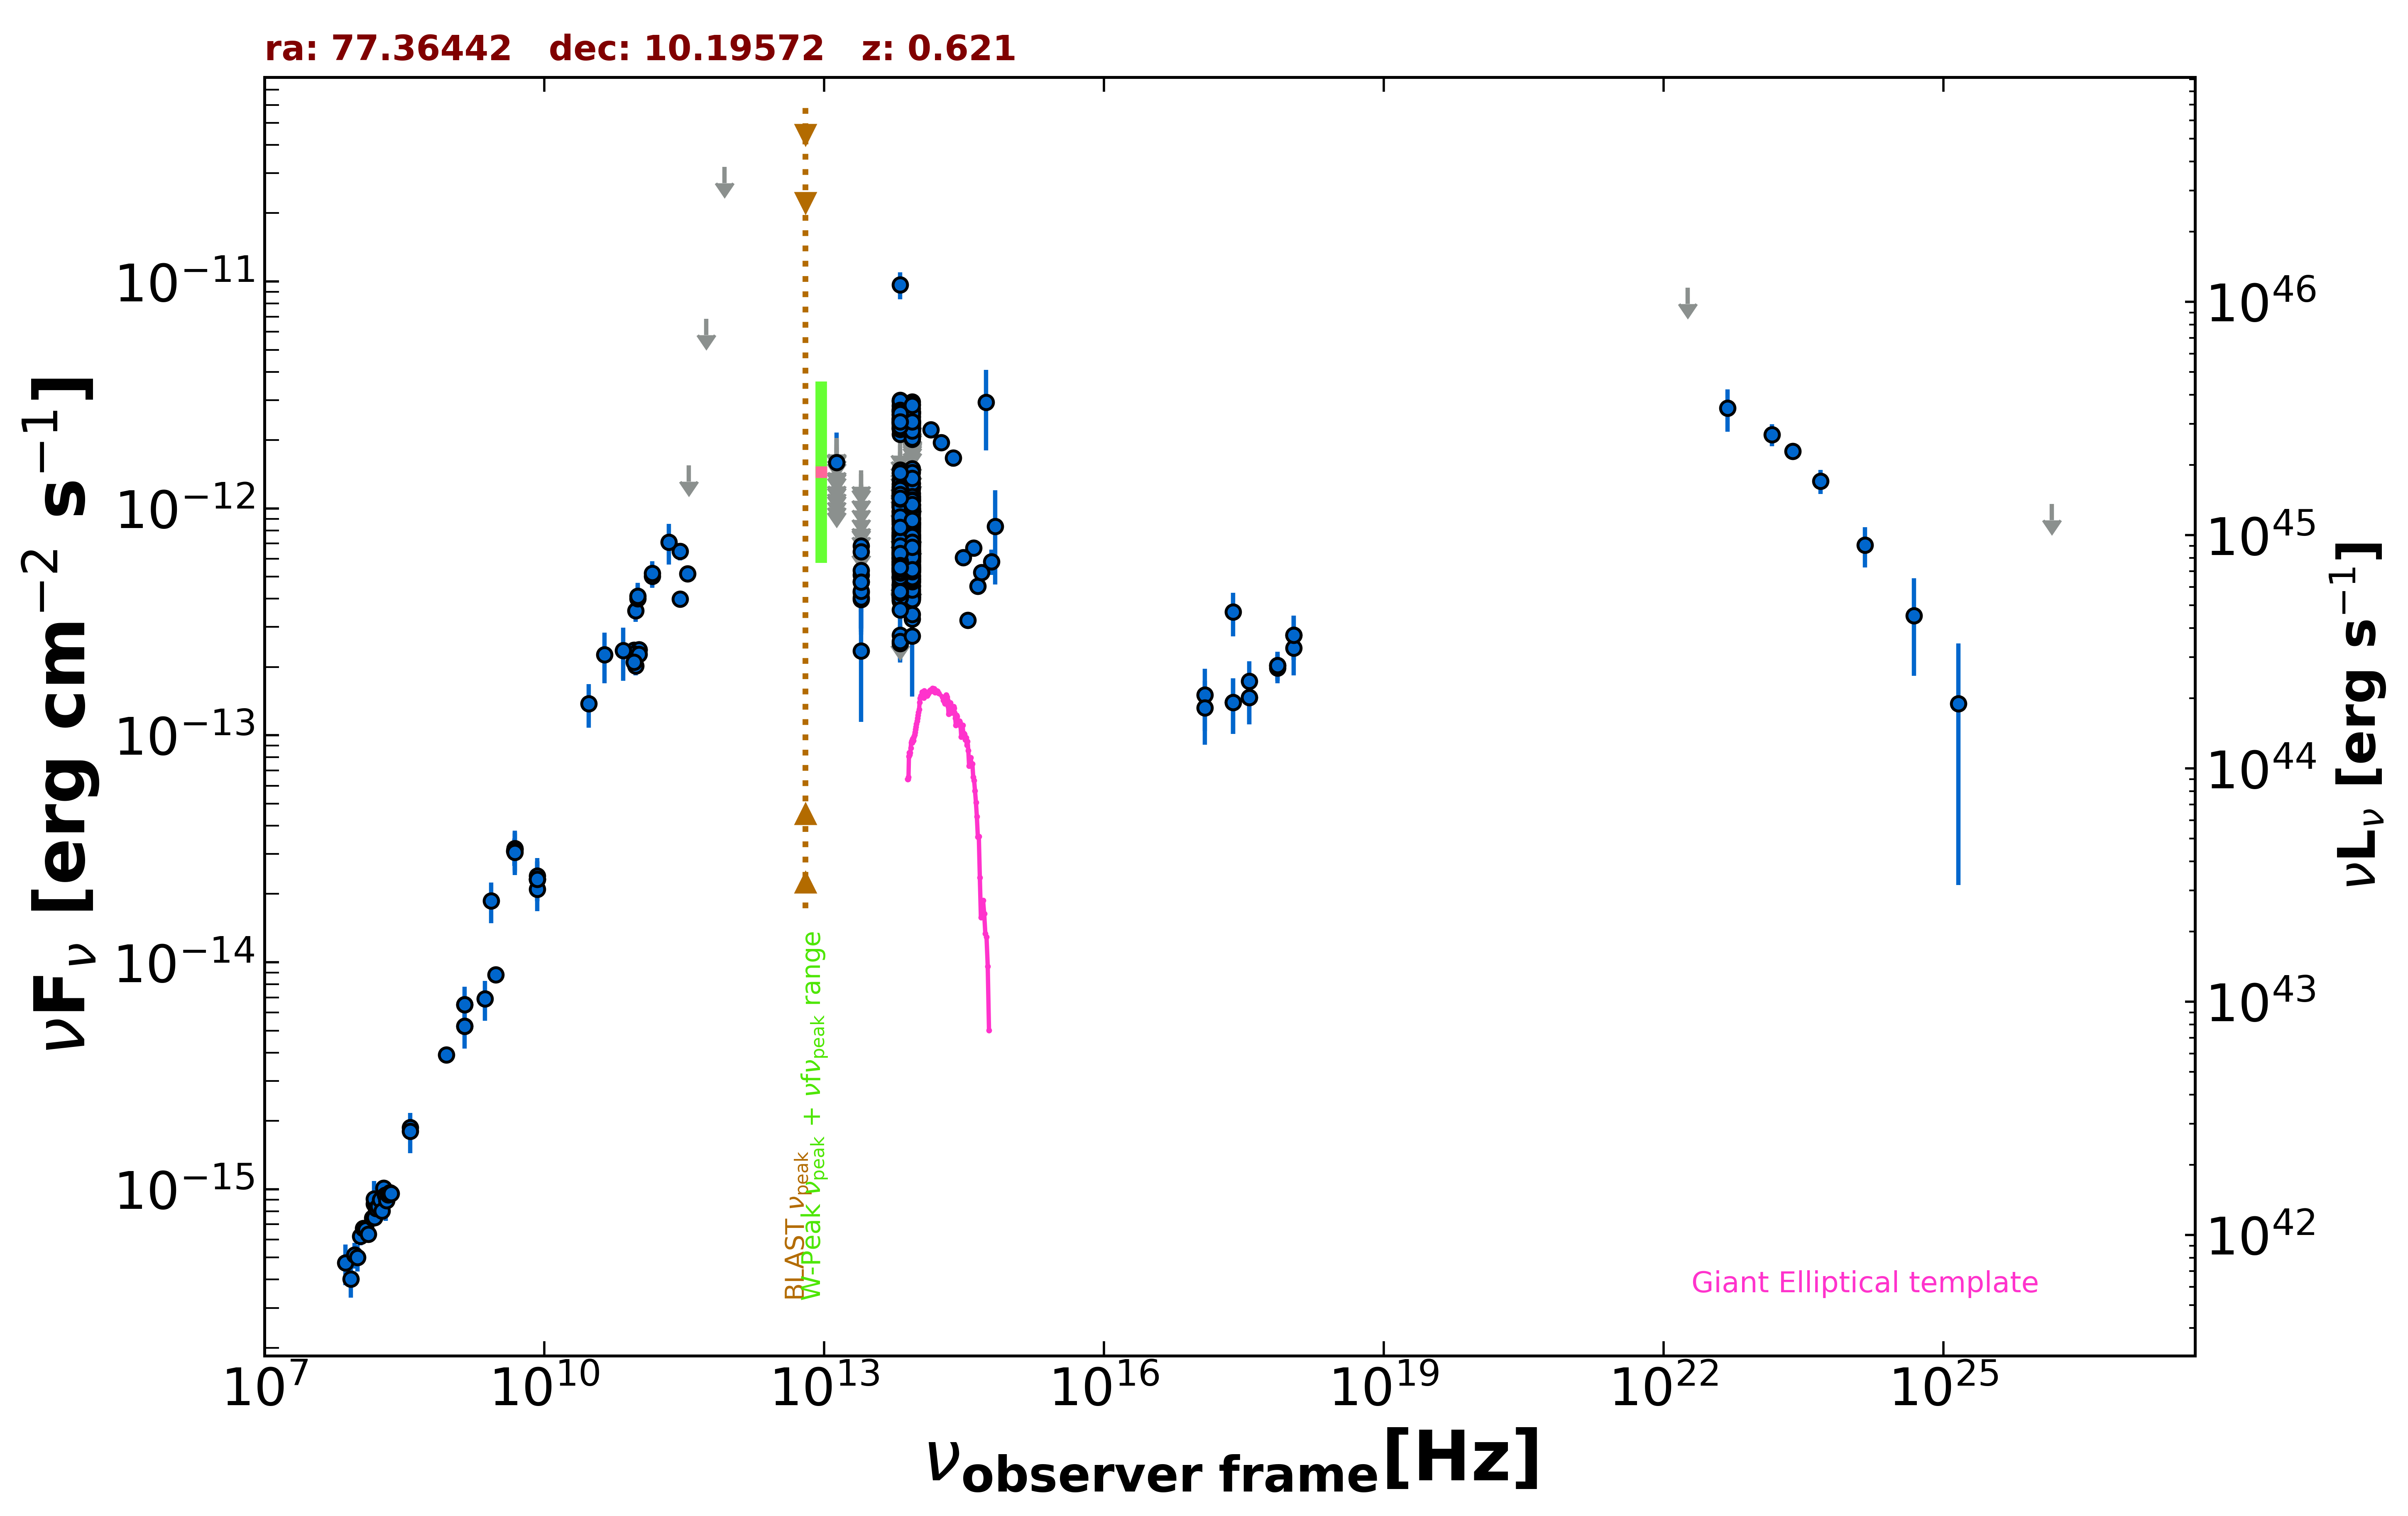 ra: 77.36442 dec: 10.19572 z: 0.621
νFν [erg cm⁻² s⁻¹]
10⁻¹¹
10⁻¹²
10⁻¹³
10⁻¹⁴
10⁻¹⁵
BLAST νpeak
W-Peak νpeak + νfνpeak range
Giant Elliptical template
10⁴⁶
10⁴⁵
10⁴⁴
10⁴³
10⁴²
νLν [erg s⁻¹]
10⁷ 10¹⁰ 10¹³ 10¹⁶ 10¹⁹ 10²² 10²⁵
νobserver frame[Hz]